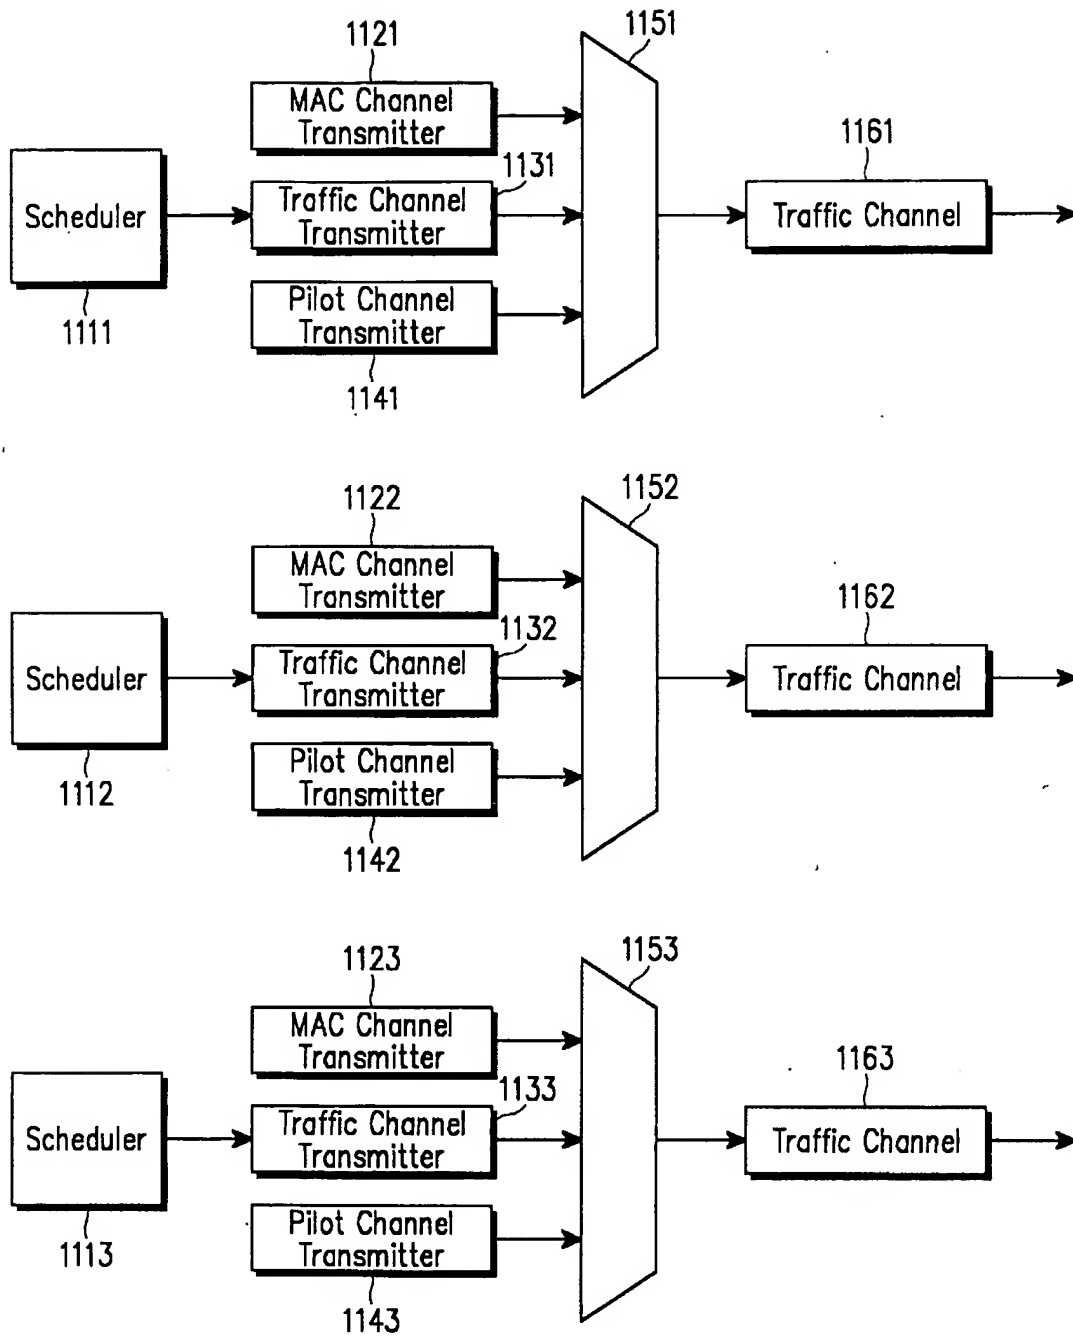 1121
1151
MAC Channel
Transmitter
1131
1161
Scheduler
Traffic Channel
Transmitter
Traffic Channel
1111
Pilot Channel
Transmitter
1141
1122
1152
MAC Channel
Transmitter
1132
1162
Scheduler
Traffic Channel
Transmitter
Traffic Channel
1112
Pilot Channel
Transmitter
1142
1123
1153
MAC Channel
Transmitter
1133
1163
Scheduler
Traffic Channel
Transmitter
Traffic Channel
1113
Pilot Channel
Transmitter
1143